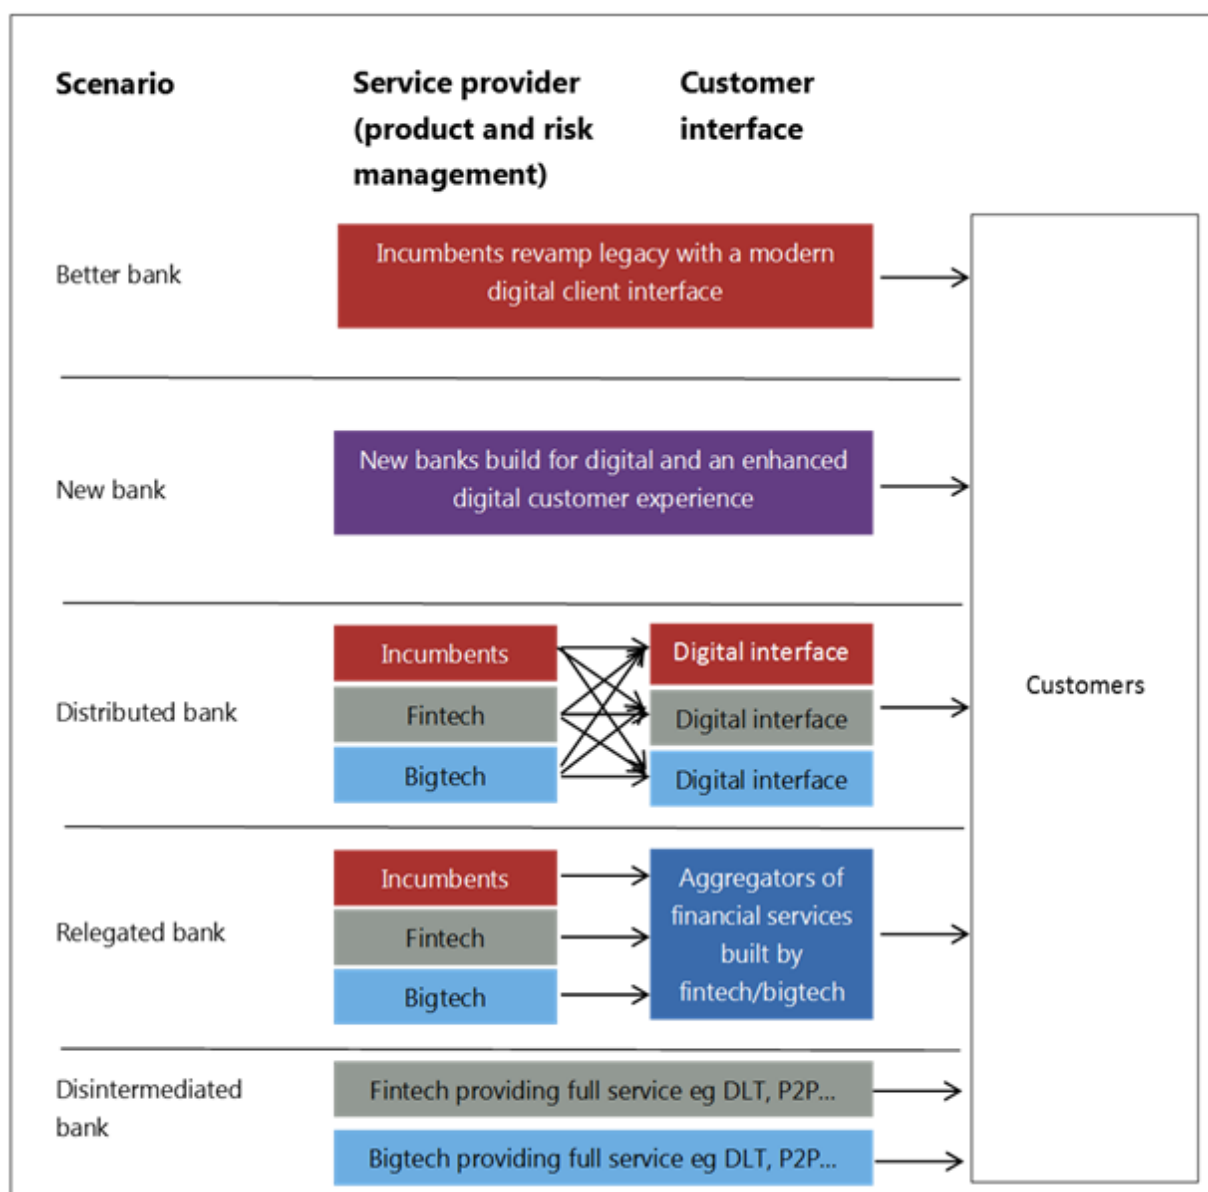 Scenario
Service provider
(product and risk
management)
Customer
interface
Better bank
Incumbents revamp legacy with a modern
digital client interface
New bank
New banks build for digital and an enhanced
digital customer experience
Distributed bank
Incumbents
Fintech
Bigtech
Digital interface
Digital interface
Digital interface
Customers
Relegated bank
Incumbents
Fintech
Bigtech
Aggregators of
financial services
built by
fintech/bigtech
Disintermediated
bank
Fintech providing full service eg DLT, P2P...
Bigtech providing full service eg DLT, P2P...